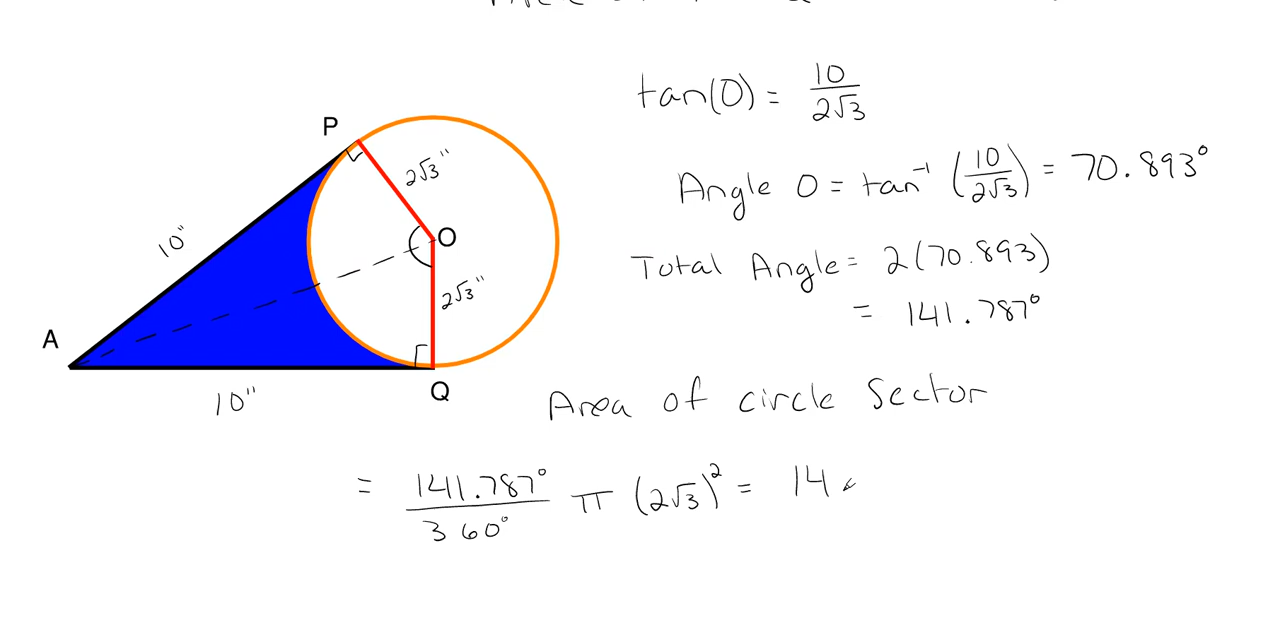 tan(O) = 10/2√3
P
2√3"
Angle O = tan⁻¹ (10/2√3) = 70.893°
10"
O
Total Angle = 2(70.893)
2√3"
= 141.787°
A
10"
Q
Area of circle Sector
= 141.787°/360° π (2√3)² = 14.